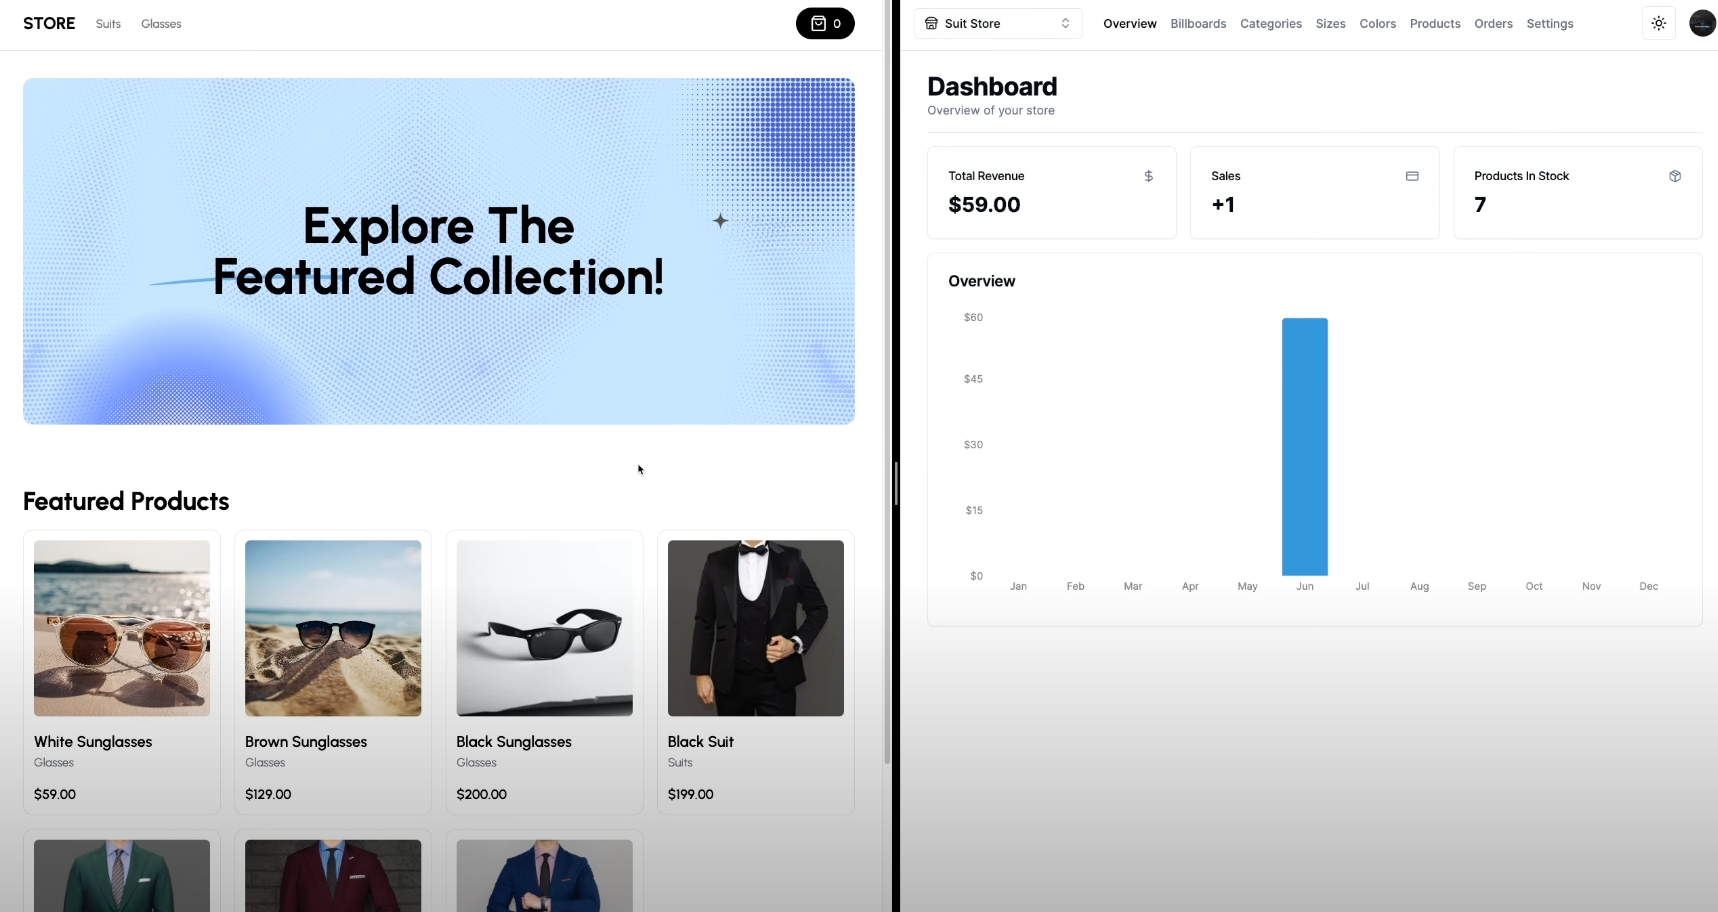 STORE
Suits
Glasses
0
Explore The
Featured Collection!
Featured Products
White Sunglasses
Glasses
$59.00
Brown Sunglasses
Glasses
$129.00
Black Sunglasses
Glasses
$200.00
Black Suit
Suits
$199.00
Suit Store
Overview
Billboards
Categories
Sizes
Colors
Products
Orders
Settings
Dashboard
Overview of your store
Total Revenue
$
$59.00
Sales
+1
Products In Stock
7
Overview
$60
$45
$30
$15
$0
Jan
Feb
Mar
Apr
May
Jun
Jul
Aug
Sep
Oct
Nov
Dec